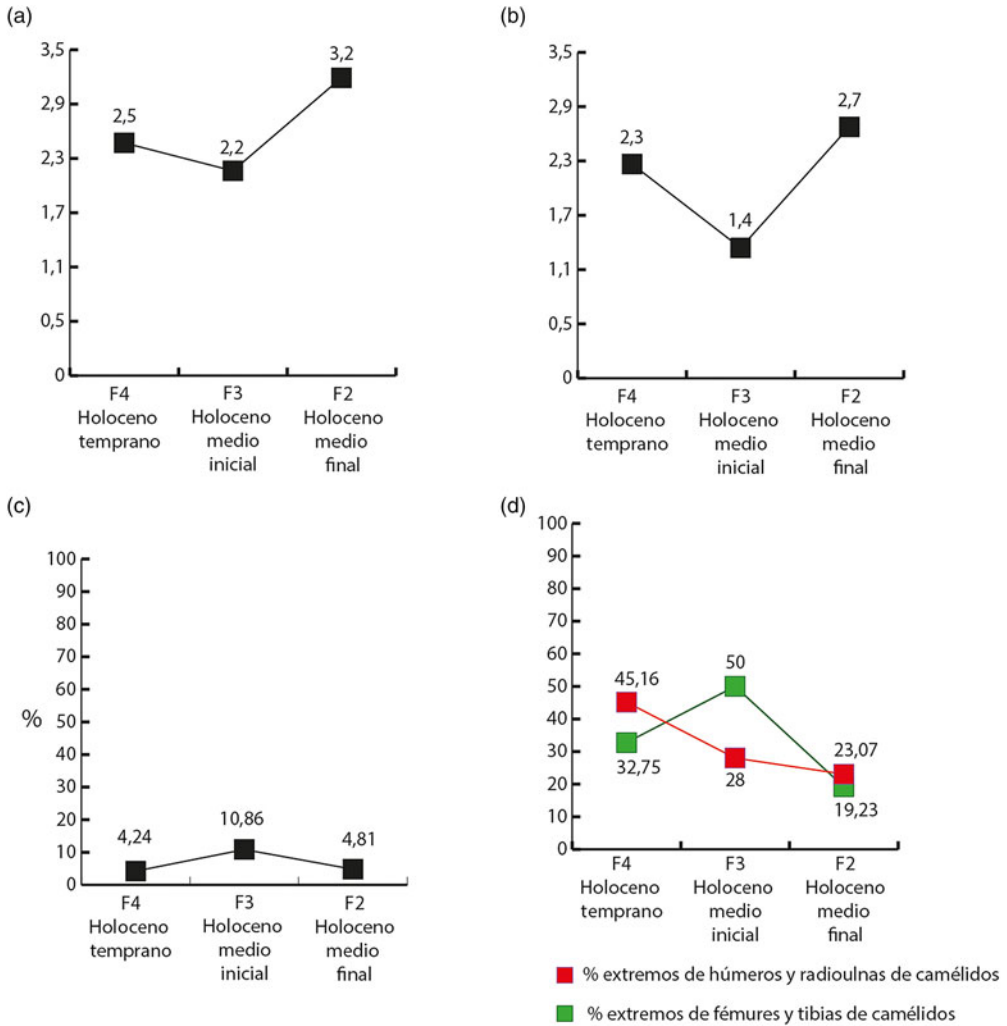 (a)
3,5
2,9
2,3
1,7
1,1
0,5
0
2,5
2,2
3,2
F4
Holoceno
temprano
F3
Holoceno
medio
inicial
F2
Holoceno
medio
final
(b)
3,5
2,9
2,3
1,7
1,1
0,5
0
2,3
1,4
2,7
F4
Holoceno
temprano
F3
Holoceno
medio
inicial
F2
Holoceno
medio
final
(c)
%
100
90
80
70
60
50
40
30
20
10
0
4,24
10,86
4,81
F4
Holoceno
temprano
F3
Holoceno
medio
inicial
F2
Holoceno
medio
final
(d)
100
90
80
70
60
50
40
30
20
10
0
45,16
32,75
50
28
23,07
19,23
F4
Holoceno
temprano
F3
Holoceno
medio
inicial
F2
Holoceno
medio
final
% extremos de húmeros y radioulnas de camélidos
% extremos de fémures y tibias de camélidos